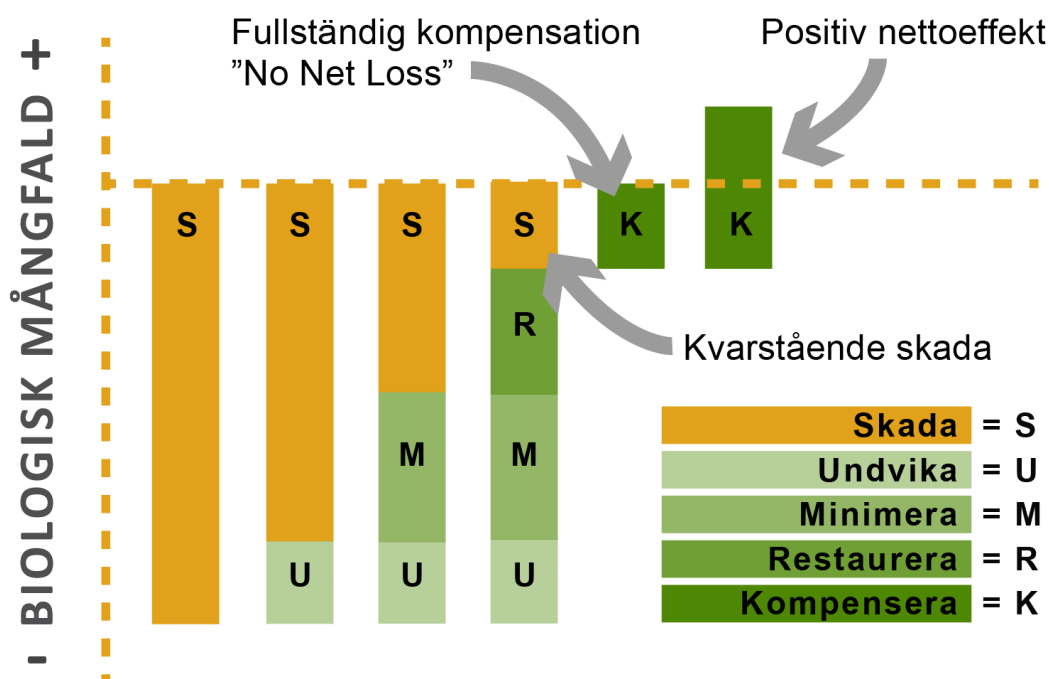 - BIOLOGISK MÅNGFALD +
Fullständig kompensation
”No Net Loss”
Positiv nettoeffekt
S
S
S
S
K
K
R
M
M
U
U
U
Kvarstående skada
Skada = S
Undvika = U
Minimera = M
Restaurera = R
Kompensera = K